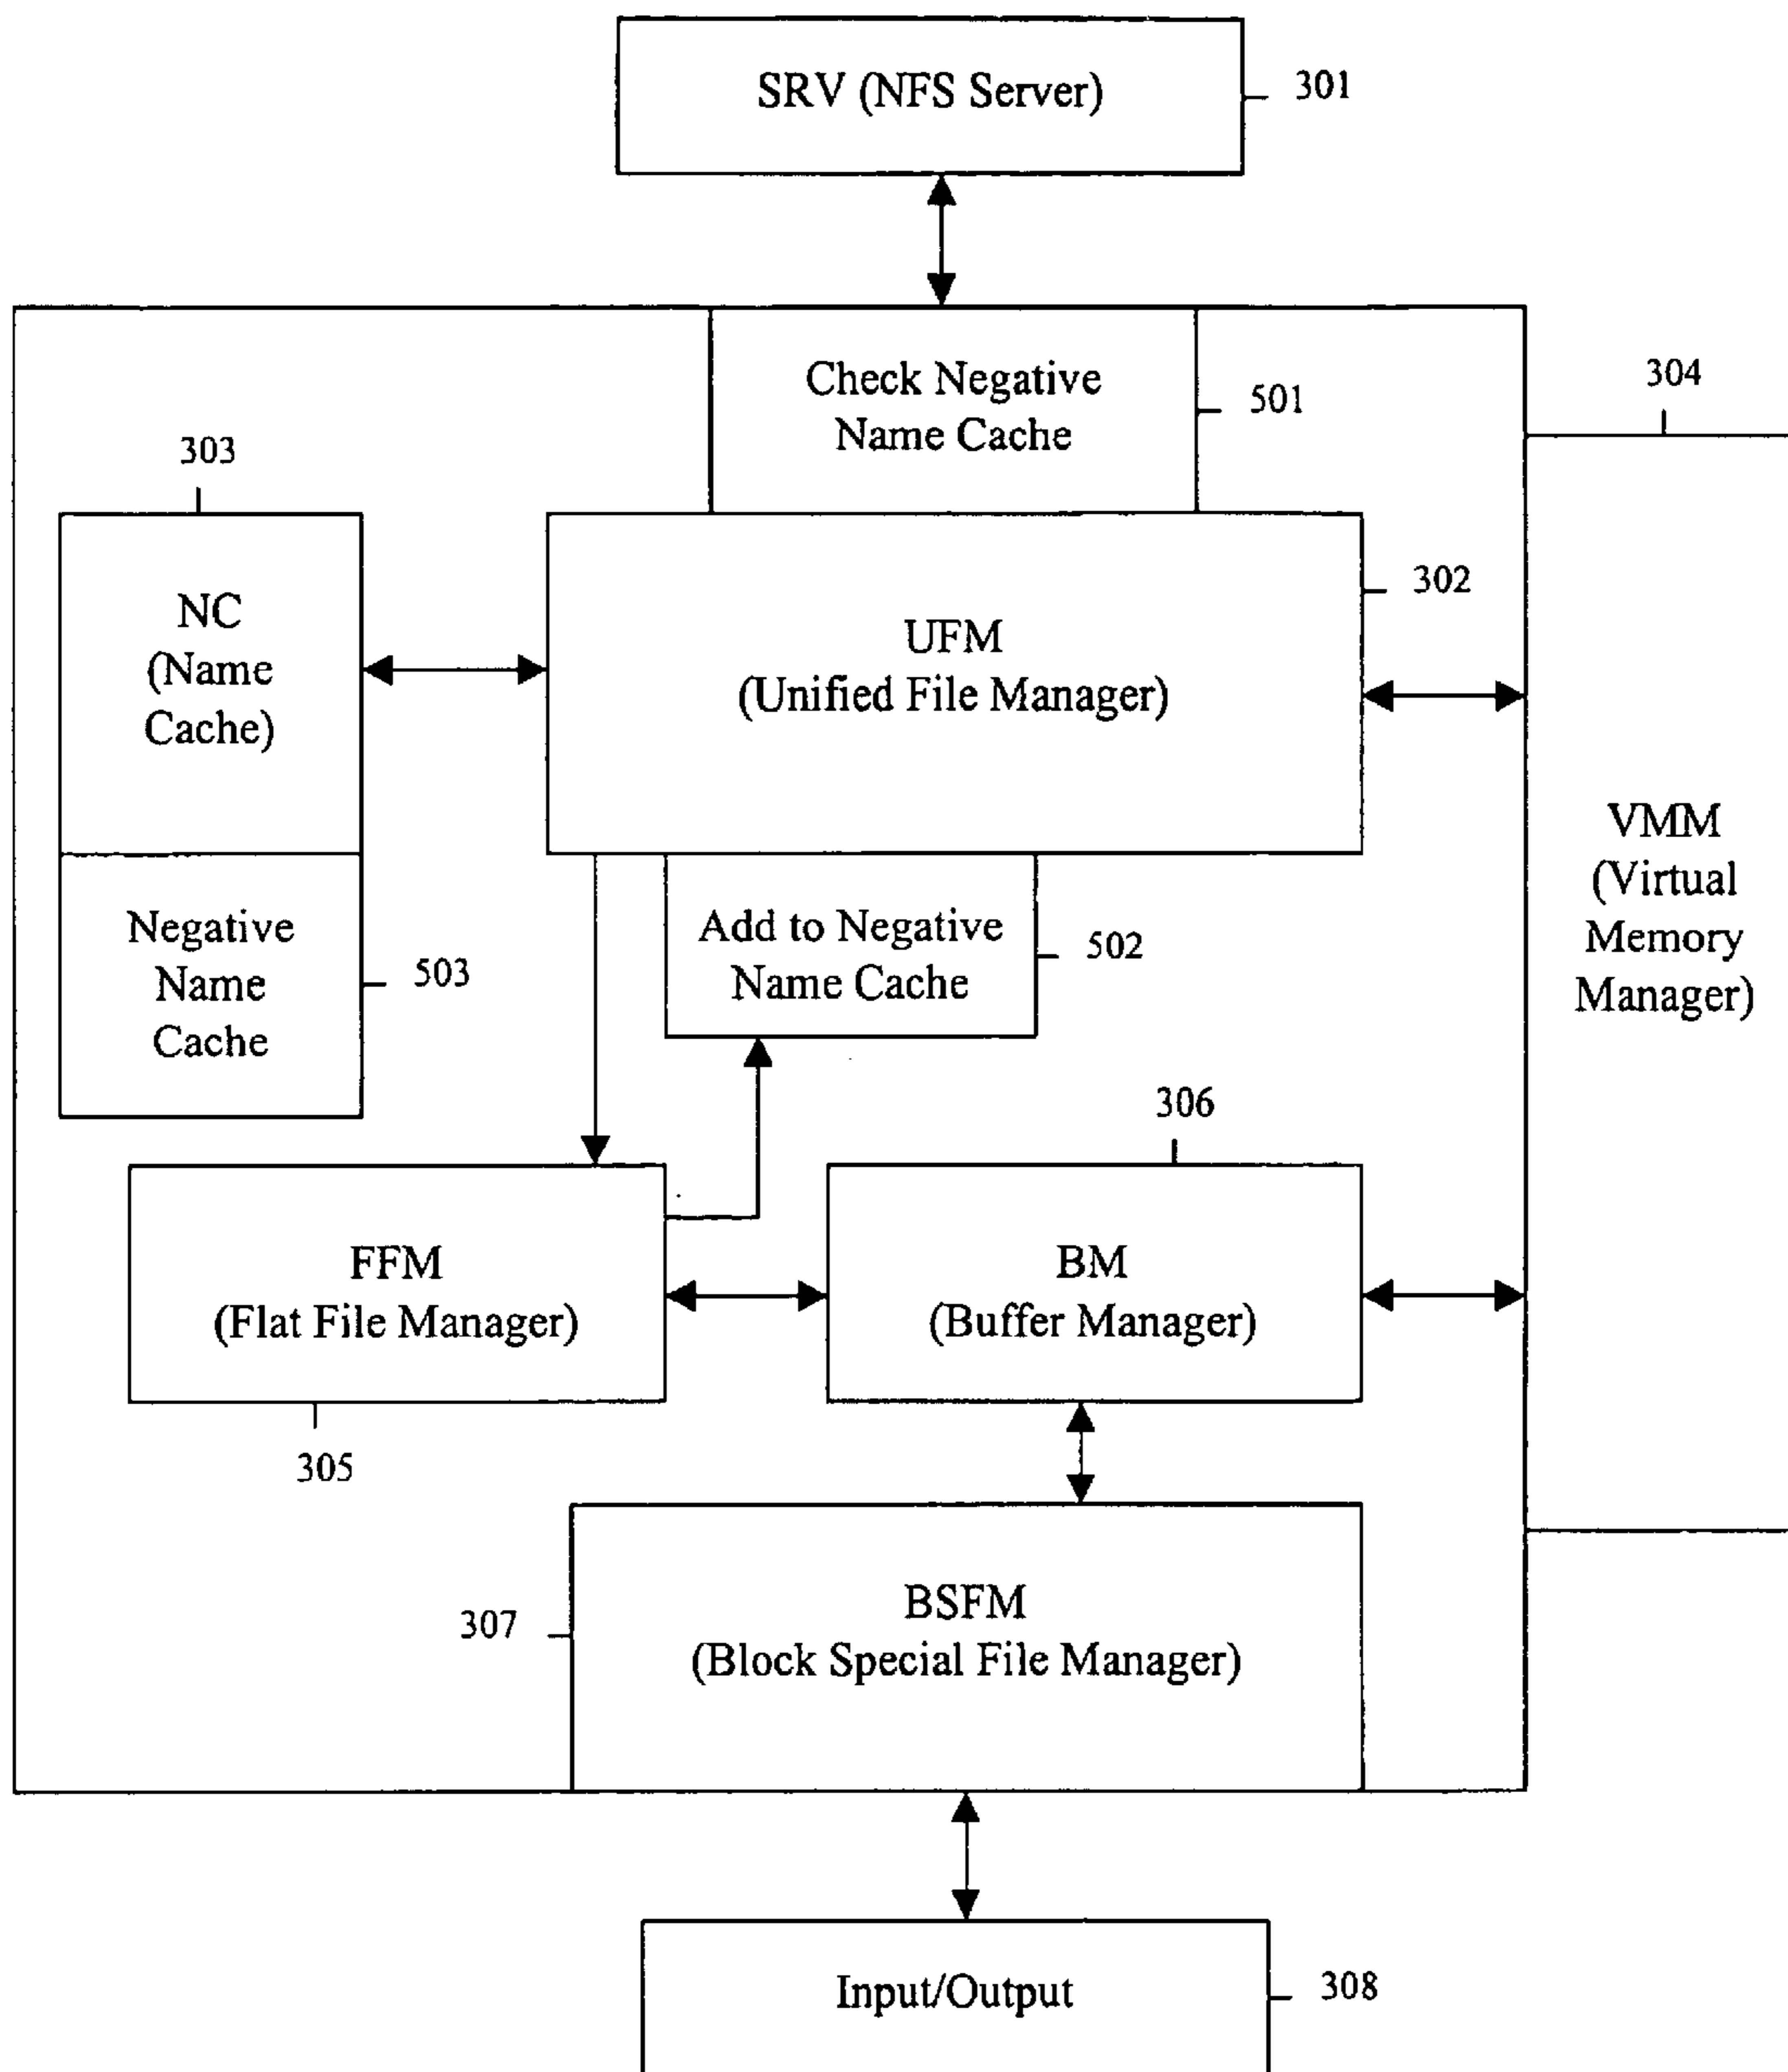 SRV (NFS Server)
301
Check Negative
Name Cache
501
304
303
NC
(Name
Cache)
302
UFM
(Unified File Manager)
VMM
(Virtual
Memory
Manager)
Negative
Name
Cache
503
Add to Negative
Name Cache
502
306
FFM
(Flat File Manager)
BM
(Buffer Manager)
305
307
BSFM
(Block Special File Manager)
Input/Output
308